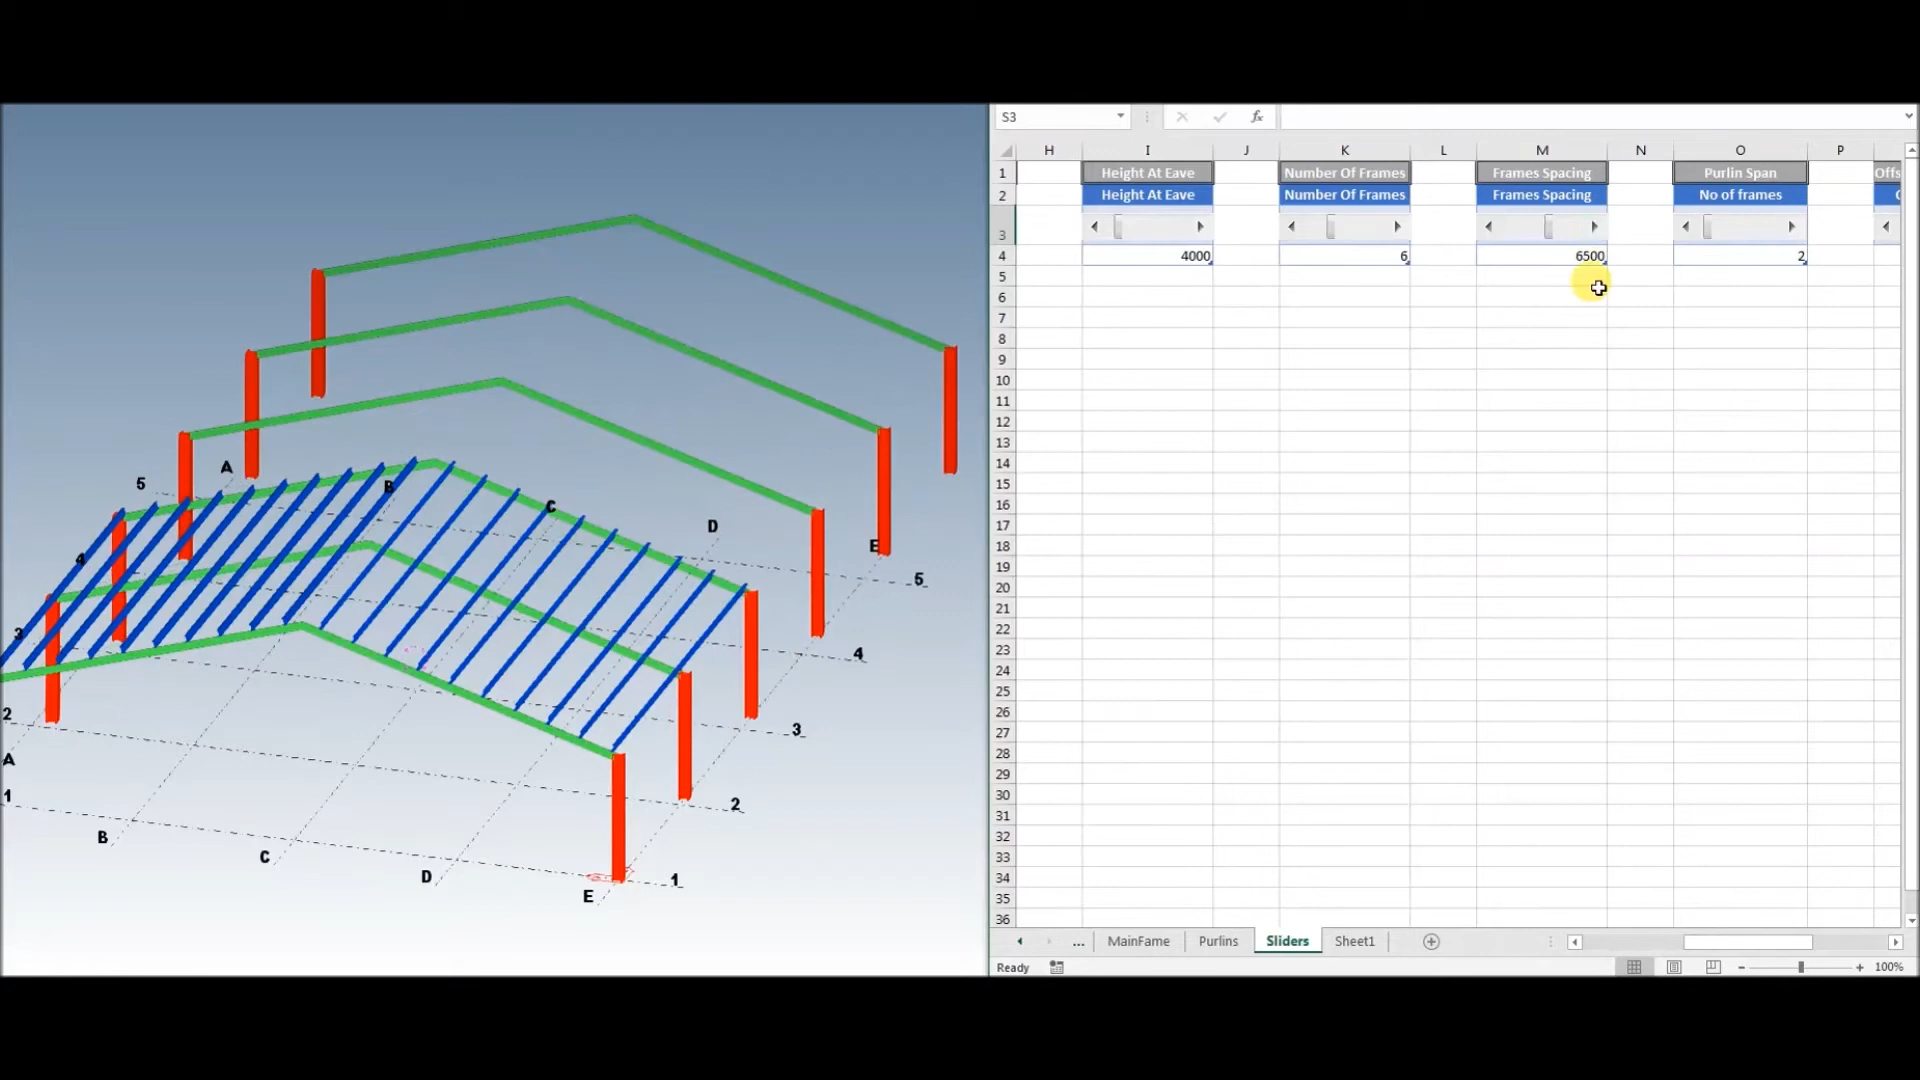 S3
fx
H I J K L M N O P
1 Height At Eave Number Of Frames Frames Spacing Purlin Span Offs
2 Height At Eave Number Of Frames Frames Spacing No of frames
3
4 4000 6 6500 2
5
6
7
8
9
10
11
12
13
14
15
16
17
18
19
20
21
22
23
24
25
26
27
28
29
30
31
32
33
34
35
36
... MainFame Purlins Sliders Sheet1
Ready 100%
A
5
B
C
D
E
5
4
3
4
3
2
2
A
1
B
C
D
E
1